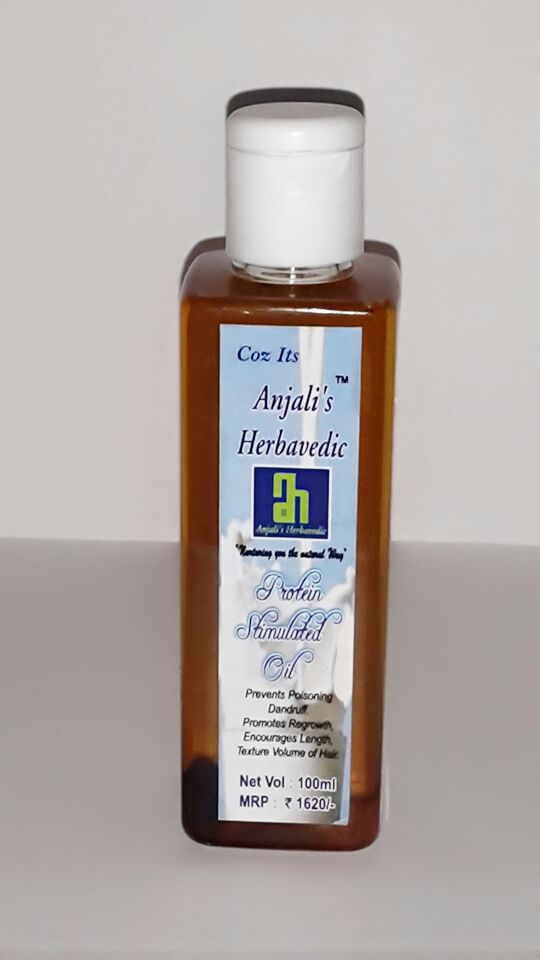 Coz Its
TM
Anjali's
Herbavedic
ah
Anjali's Herbavedic
"Nurturing you the natural Way"
Protein
Stimulated
Oil
Prevents Poisoning
Dandruff,
Promotes Regrowth,
Encourages Length,
Texture Volume of Hair.
Net Vol : 100ml
MRP : ₹ 1620/-